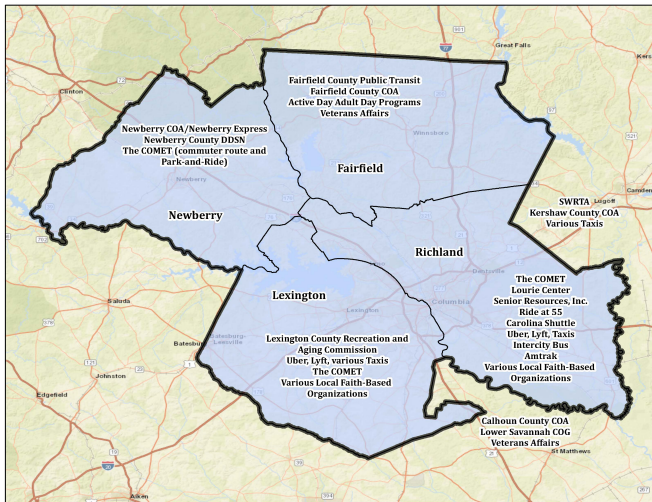 Great Falls
Clinton
Fairfield County Public Transit
Fairfield County COA
Active Day Adult Day Programs
Veterans Affairs
Winnsboro
Fairfield
Newberry COA/Newberry Express
Newberry County DDSN
The COMET (commuter route and
Park-and-Ride)
Newberry
Newberry
Camden
Lugoff
SWRTA
Kershaw County COA
Various Taxis
Richland
Dentsville
Columbia
The COMET
Lourie Center
Senior Resources, Inc.
Ride at 55
Carolina Shuttle
Uber, Lyft, Taxis
Intercity Bus
Amtrak
Various Local Faith-Based
Organizations
Lexington
Lexington
Saluda
Batesburg-
Leesville
Batesbu
Lexington County Recreation and
Aging Commission
Uber, Lyft, various Taxis
The COMET
Various Local Faith-Based
Organizations
Johnston
Edgefield
Calhoun County COA
Lower Savannah COG
Veterans Affairs
St Matthews
Aiken
20